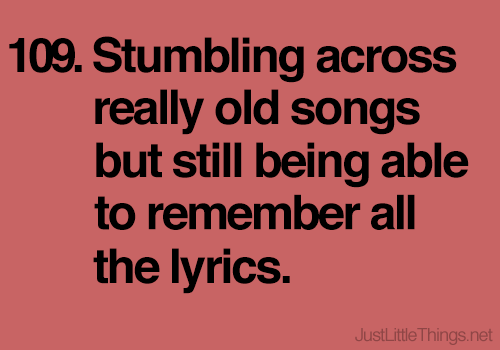 109. Stumbling across
really old songs
but still being able
to remember all
the lyrics.
JustLittleThings.net